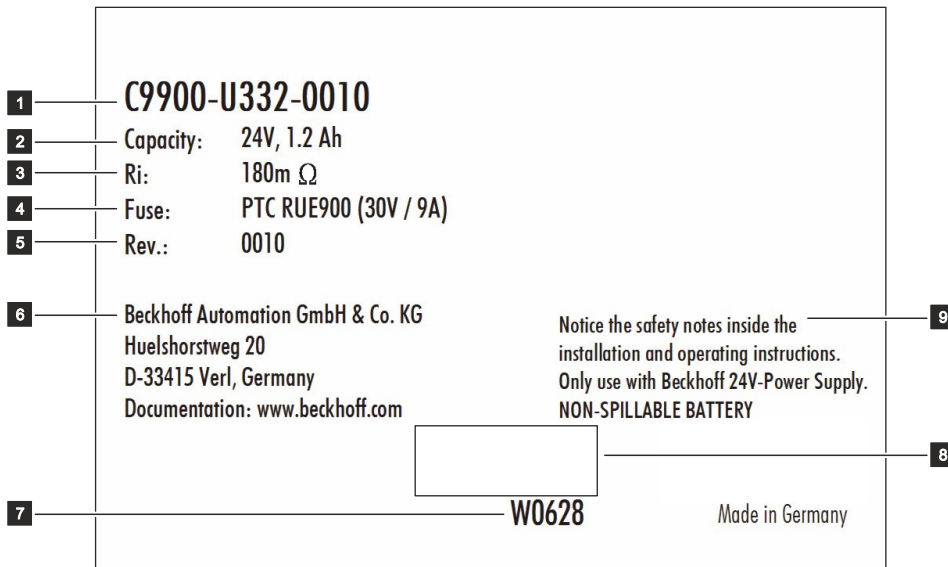 1 C9900-U332-0010
2 Capacity: 24V, 1.2 Ah
3 Ri: 180m Ω
4 Fuse: PTC RUE900 (30V / 9A)
5 Rev.: 0010
6 Beckhoff Automation GmbH & Co. KG
Huelshorstweg 20
D-33415 Verl, Germany
Documentation: www.beckhoff.com
Notice the safety notes inside the 9
installation and operating instructions.
Only use with Beckhoff 24V-Power Supply.
NON-SPILLABLE BATTERY
8
7 W0628
Made in Germany